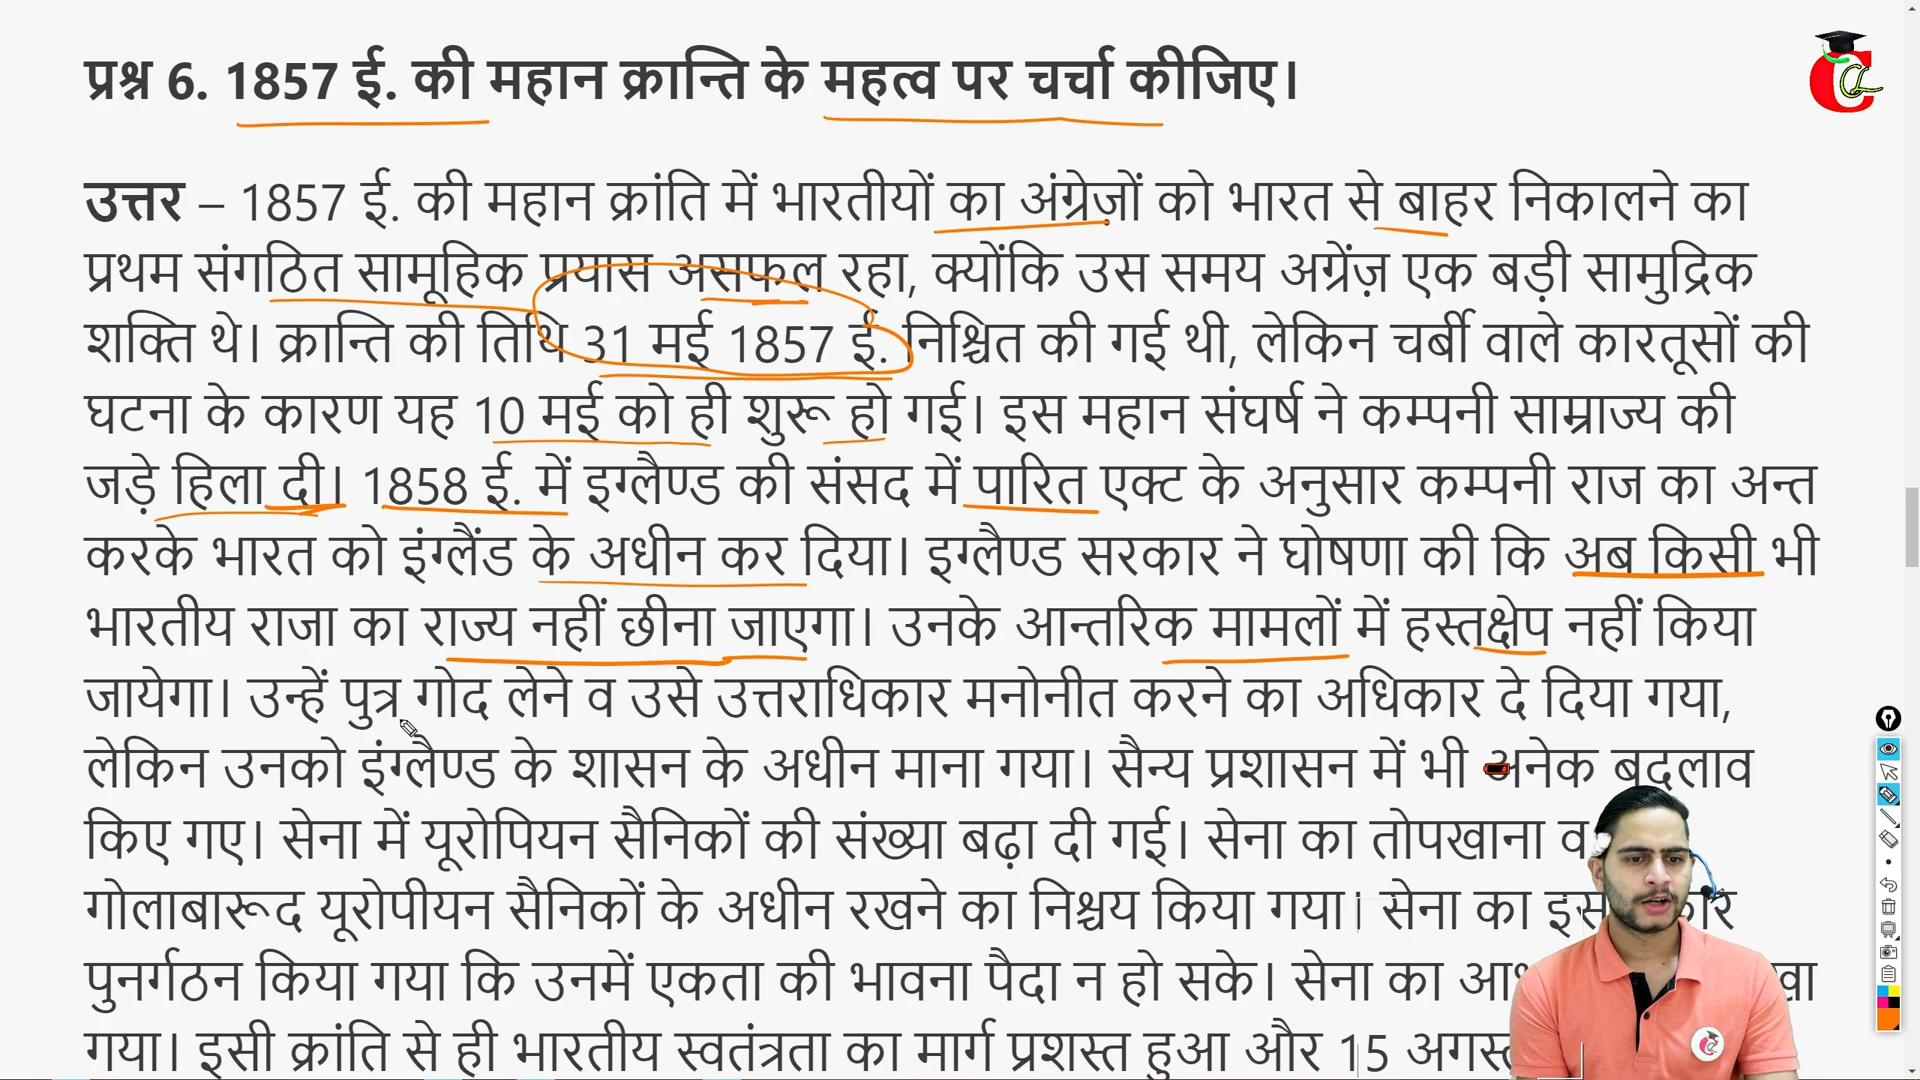 प्रश्न 6. 1857 ई. की महान क्रान्ति के महत्व पर चर्चा कीजिए।
उत्तर – 1857 ई. की महान क्रांति में भारतीयों का अंग्रेज़ों को भारत से बाहर निकालने का
प्रथम संगठित सामूहिक प्रयास असफल रहा, क्योंकि उस समय अग्रेंज़ एक बड़ी सामुद्रिक
शक्ति थे। क्रान्ति की तिथि 31 मई 1857 ई. निश्चित की गई थी, लेकिन चर्बी वाले कारतूसों की
घटना के कारण यह 10 मई को ही शुरू हो गई। इस महान संघर्ष ने कम्पनी साम्राज्य की
जड़े हिला दी। 1858 ई. में इग्लैण्ड की संसद में पारित एक्ट के अनुसार कम्पनी राज का अन्त
करके भारत को इंग्लैंड के अधीन कर दिया। इग्लैण्ड सरकार ने घोषणा की कि अब किसी भी
भारतीय राजा का राज्य नहीं छीना जाएगा। उनके आन्तरिक मामलों में हस्तक्षेप नहीं किया
जायेगा। उन्हें पुत्र गोद लेने व उसे उत्तराधिकार मनोनीत करने का अधिकार दे दिया गया,
लेकिन उनको इंग्लैण्ड के शासन के अधीन माना गया। सैन्य प्रशासन में भी अनेक बदलाव
किए गए। सेना में यूरोपियन सैनिकों की संख्या बढ़ा दी गई। सेना का तोपखाना व
गोलाबारूद यूरोपीयन सैनिकों के अधीन रखने का निश्चय किया गया। सेना का
पुनर्गठन किया गया कि उनमें एकता की भावना पैदा न हो सके। सेना का
गया। इसी क्रांति से ही भारतीय स्वतंत्रता का मार्ग प्रशस्त हुआ और 15